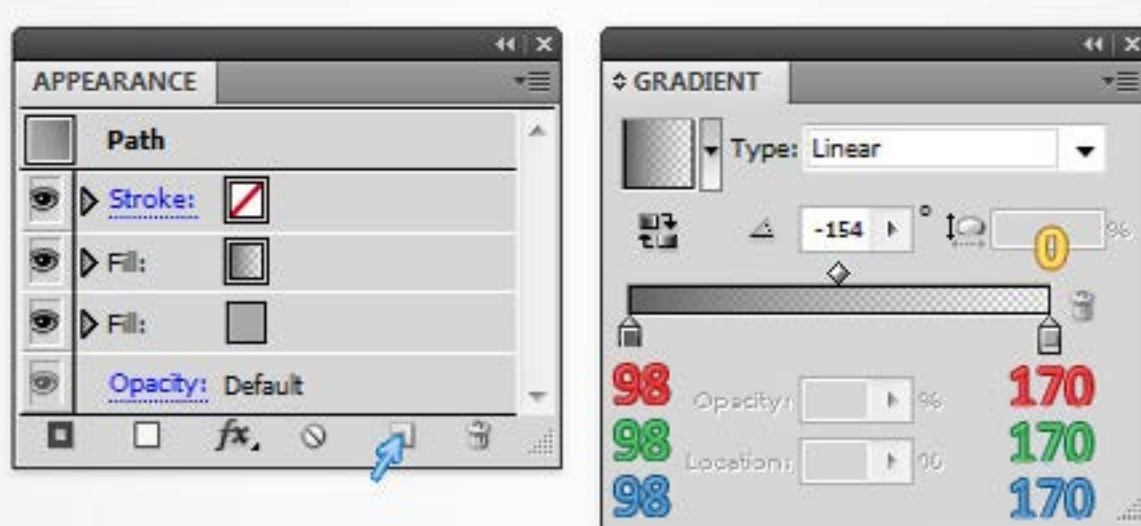 APPEARANCE
Path
Stroke:
Fill:
Fill:
Opacity: Default
fx
GRADIENT
Type: Linear
-154 ° %
0
98 Opacity: % 170
98 Location: % 170
98 170